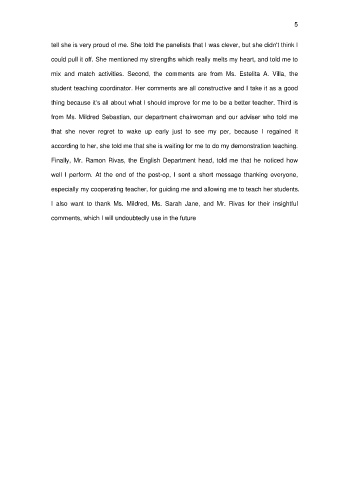 5
tell she is very proud of me. She told the panelists that I was clever, but she didn't think I
could pull it off. She mentioned my strengths which really melts my heart, and told me to
mix and match activities. Second, the comments are from Ms. Estelita A. Villa, the
student teaching coordinator. Her comments are all constructive and I take it as a good
thing because it's all about what I should improve for me to be a better teacher. Third is
from Ms. Mildred Sebastian, our department chairwoman and our adviser who told me
that she never regret to wake up early just to see my per, because I regained it
according to her, she told me that she is waiting for me to do my demonstration teaching.
Finally, Mr. Ramon Rivas, the English Department head, told me that he noticed how
well I perform. At the end of the post-op, I sent a short message thanking everyone,
especially my cooperating teacher, for guiding me and allowing me to teach her students.
I also want to thank Ms. Mildred, Ms. Sarah Jane, and Mr. Rivas for their insightful
comments, which I will undoubtedly use in the future